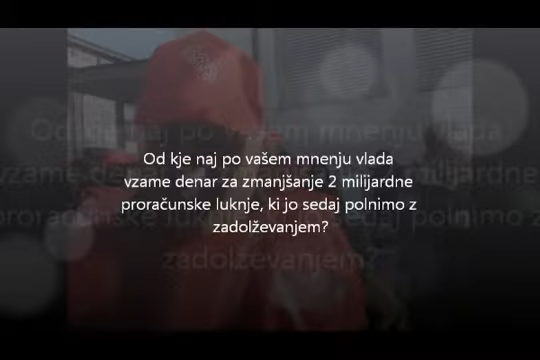 Od kje naj po vašem mnenju vlada
vzame denar za zmanjšanje 2 milijardne
proračunske luknje, ki jo sedaj polnimo z
zadolževanjem?